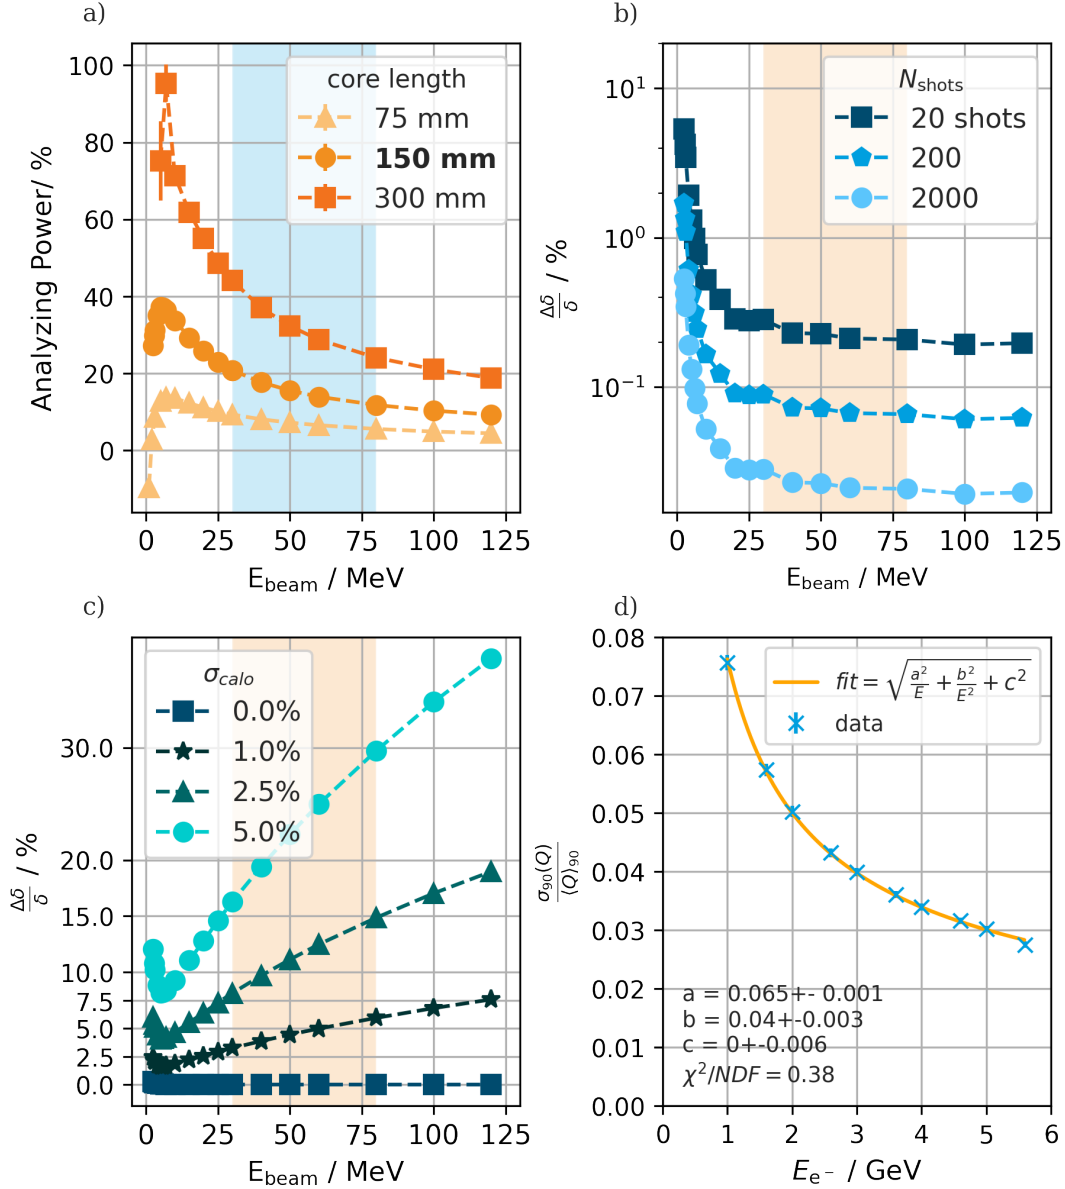 a)
100
80
60
40
20
0
Analyzing Power/ %
core length
75 mm
150 mm
300 mm
0 25 50 75 100 125
E_beam / MeV
b)
10¹
10⁰
10⁻¹
Δδ/δ / %
N_shots
20 shots
200
2000
0 25 50 75 100 125
E_beam / MeV
c)
30.0
20.0
15.0
10.0
7.5
5.0
2.5
0.0
Δδ/δ / %
σ_calo
0.0%
1.0%
2.5%
5.0%
0 25 50 75 100 125
E_beam / MeV
d)
0.08
0.07
0.06
0.05
0.04
0.03
0.02
0.01
0.00
σ₉₀(Q)/⟨Q⟩₉₀
fit = √(a²/E + b²/E² + c²)
data
a = 0.065+- 0.001
b = 0.04+-0.003
c = 0+-0.006
χ²/NDF = 0.38
0 1 2 3 4 5 6
E_e⁻ / GeV